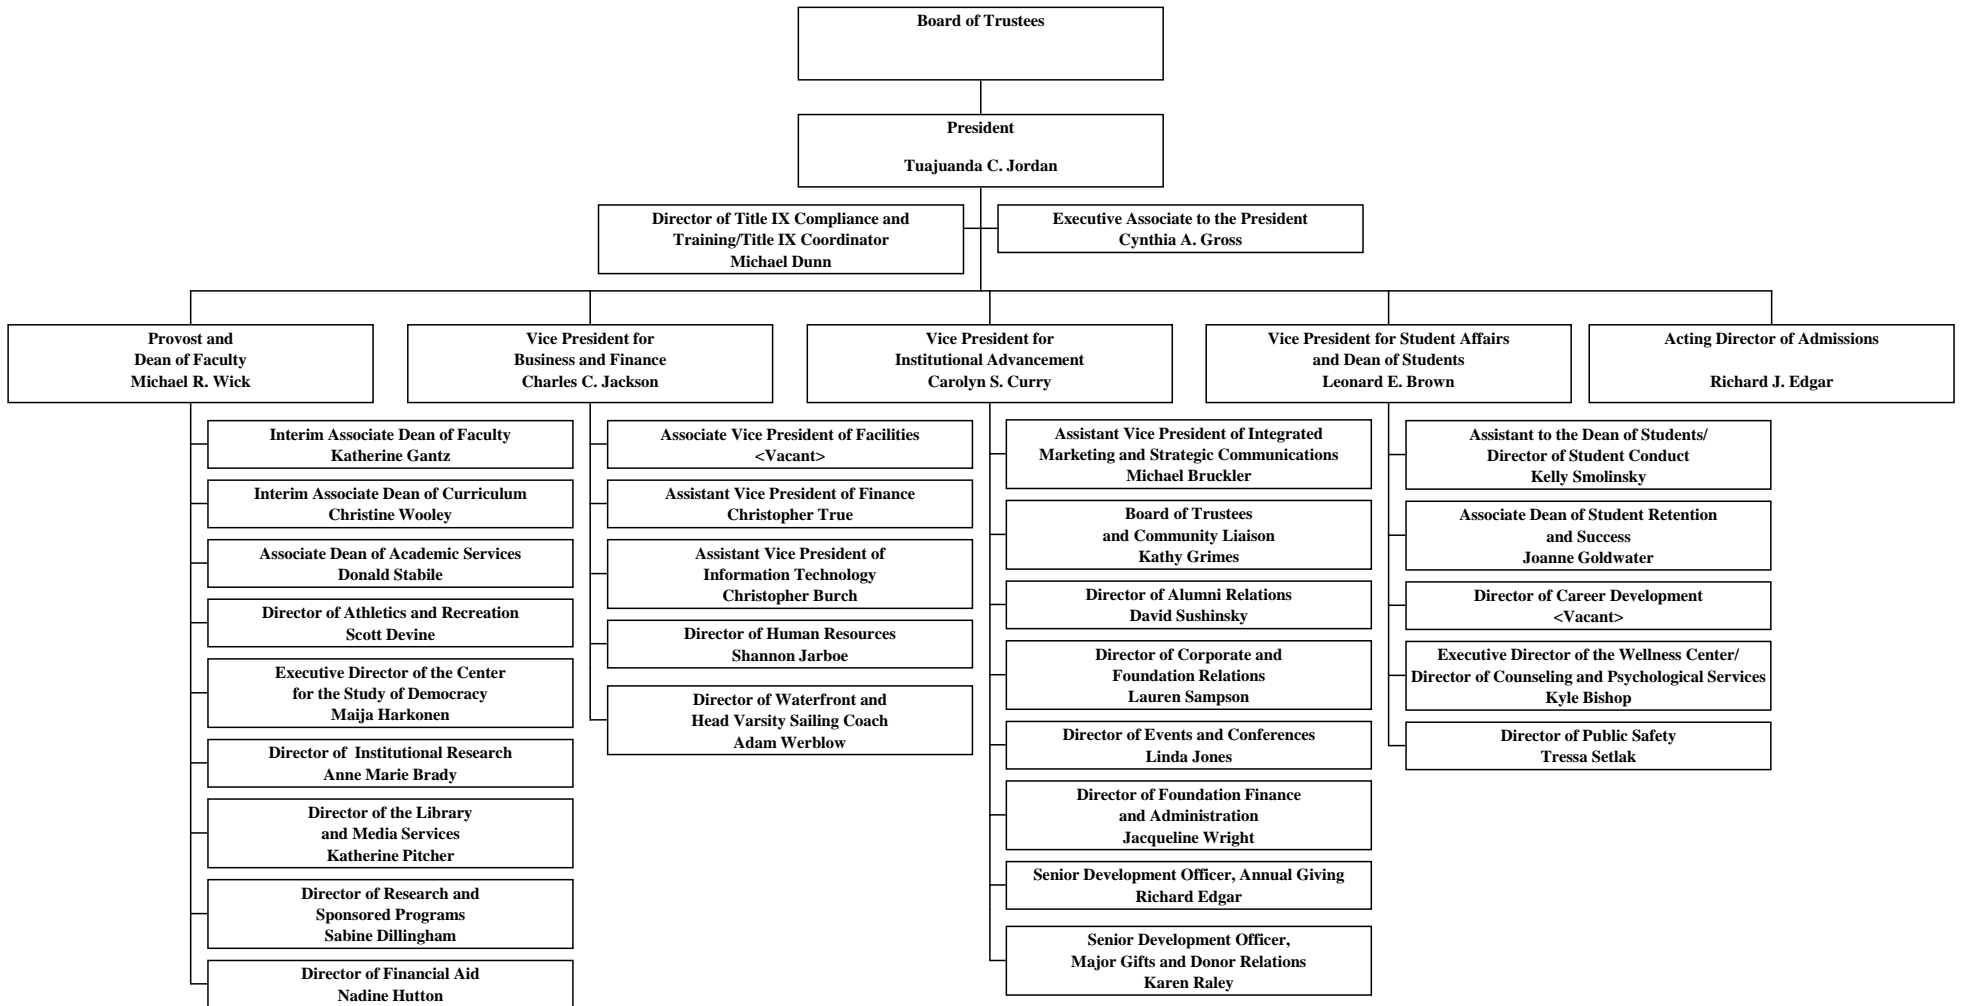 Board of Trustees
President
Tuajuanda C. Jordan
Director of Title IX Compliance and
Training/Title IX Coordinator
Michael Dunn
Executive Associate to the President
Cynthia A. Gross
Provost and
Dean of Faculty
Michael R. Wick
Vice President for
Business and Finance
Charles C. Jackson
Vice President for
Institutional Advancement
Carolyn S. Curry
Vice President for Student Affairs
and Dean of Students
Leonard E. Brown
Acting Director of Admissions
Richard J. Edgar
Interim Associate Dean of Faculty
Katherine Gantz
Interim Associate Dean of Curriculum
Christine Wooley
Associate Dean of Academic Services
Donald Stabile
Director of Athletics and Recreation
Scott Devine
Executive Director of the Center
for the Study of Democracy
Maija Harkonen
Director of  Institutional Research
Anne Marie Brady
Director of the Library
and Media Services
Katherine Pitcher
Director of Research and
Sponsored Programs
Sabine Dillingham
Director of Financial Aid
Nadine Hutton
Associate Vice President of Facilities
<Vacant>
Assistant Vice President of Finance
Christopher True
Assistant Vice President of
Information Technology
Christopher Burch
Director of Human Resources
Shannon Jarboe
Director of Waterfront and
Head Varsity Sailing Coach
Adam Werblow
Assistant Vice President of Integrated
Marketing and Strategic Communications
Michael Bruckler
Board of Trustees
and Community Liaison
Kathy Grimes
Director of Alumni Relations
David Sushinsky
Director of Corporate and
Foundation Relations
Lauren Sampson
Director of Events and Conferences
Linda Jones
Director of Foundation Finance
and Administration
Jacqueline Wright
Senior Development Officer, Annual Giving
Richard Edgar
Senior Development Officer,
Major Gifts and Donor Relations
Karen Raley
Assistant to the Dean of Students/
Director of Student Conduct
Kelly Smolinsky
Associate Dean of Student Retention
and Success
Joanne Goldwater
Director of Career Development
<Vacant>
Executive Director of the Wellness Center/
Director of Counseling and Psychological Services
Kyle Bishop
Director of Public Safety
Tressa Setlak